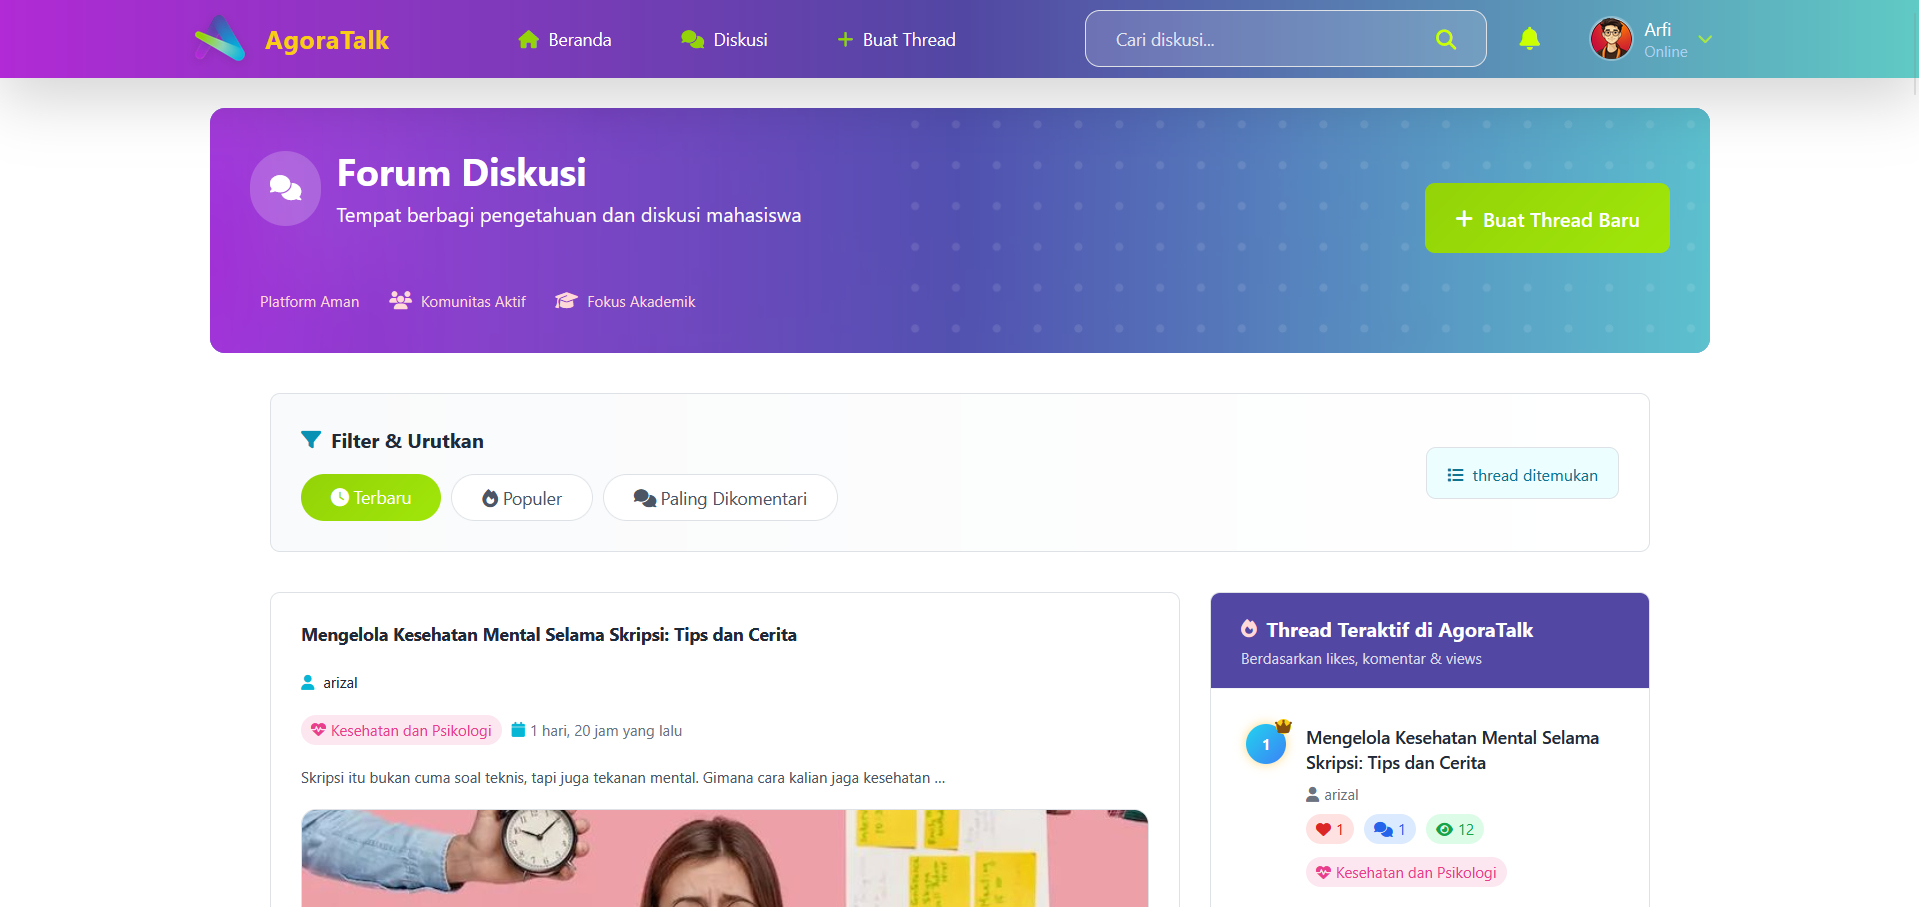 AgoraTalk
Beranda
Diskusi
Buat Thread
Cari diskusi...
Arfi
Online
Forum Diskusi
Tempat berbagi pengetahuan dan diskusi mahasiswa
Buat Thread Baru
Platform Aman
Komunitas Aktif
Fokus Akademik
Filter & Urutkan
Terbaru
Populer
Paling Dikomentari
thread ditemukan
Mengelola Kesehatan Mental Selama Skripsi: Tips dan Cerita
arizal
Kesehatan dan Psikologi
1 hari, 20 jam yang lalu
Skripsi itu bukan cuma soal teknis, tapi juga tekanan mental. Gimana cara kalian jaga kesehatan ...
Thread Teraktif di AgoraTalk
Berdasarkan likes, komentar & views
1
Mengelola Kesehatan Mental Selama
Skripsi: Tips dan Cerita
arizal
1
1
12
Kesehatan dan Psikologi